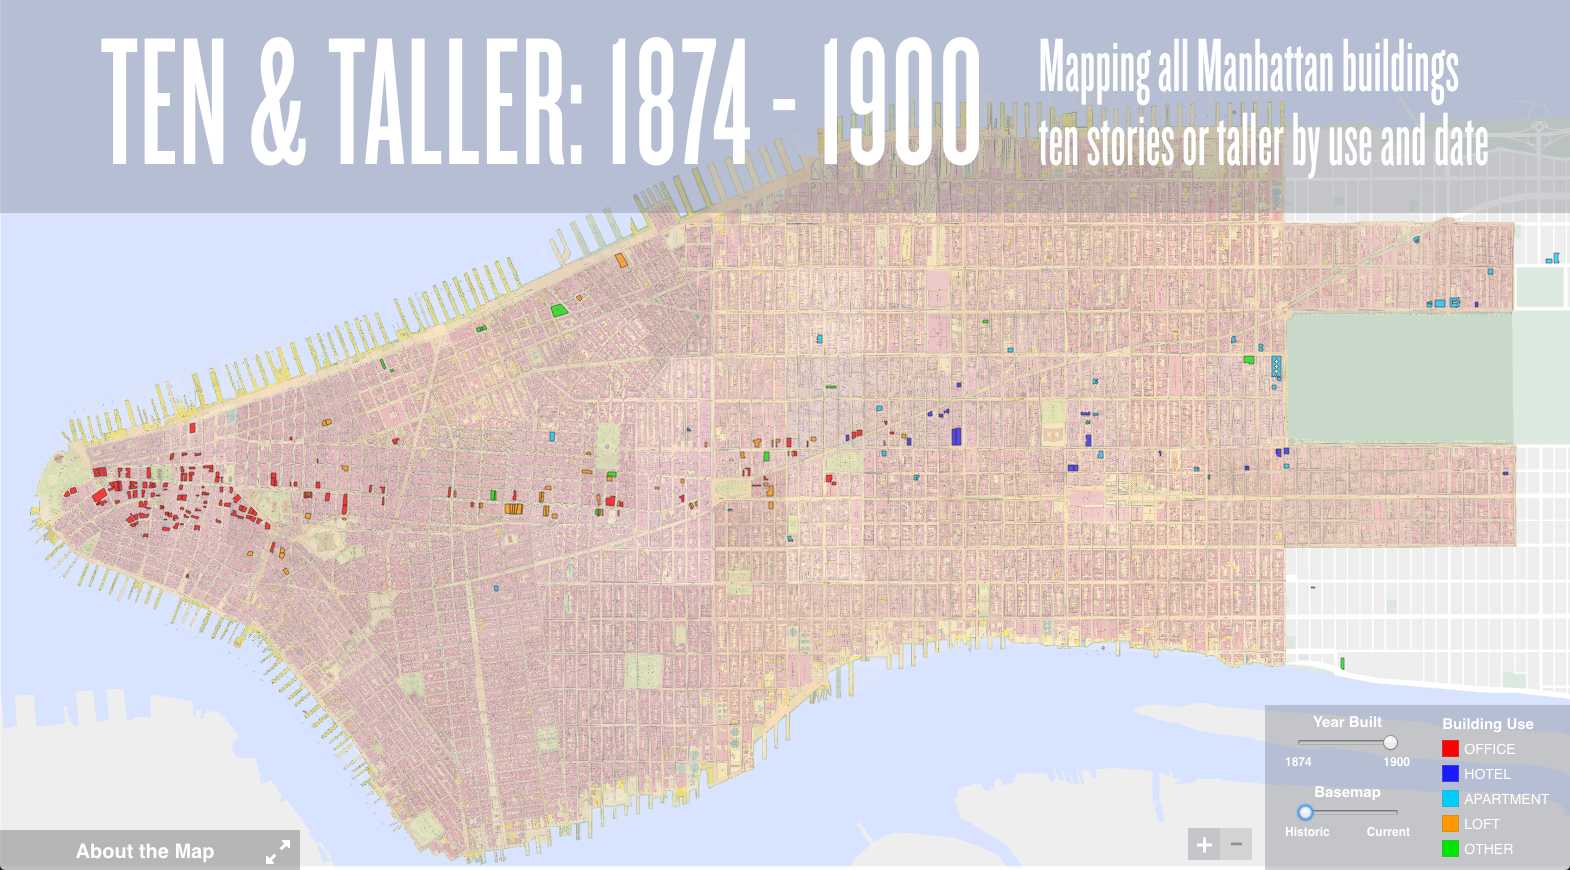 TEN & TALLER: 1874 - 1900
Mapping all Manhattan buildings
ten stories or taller by use and date
Year Built
1874 1900
Basemap
Historic Current
Building Use
OFFICE
HOTEL
APARTMENT
LOFT
OTHER
About the Map
+ −